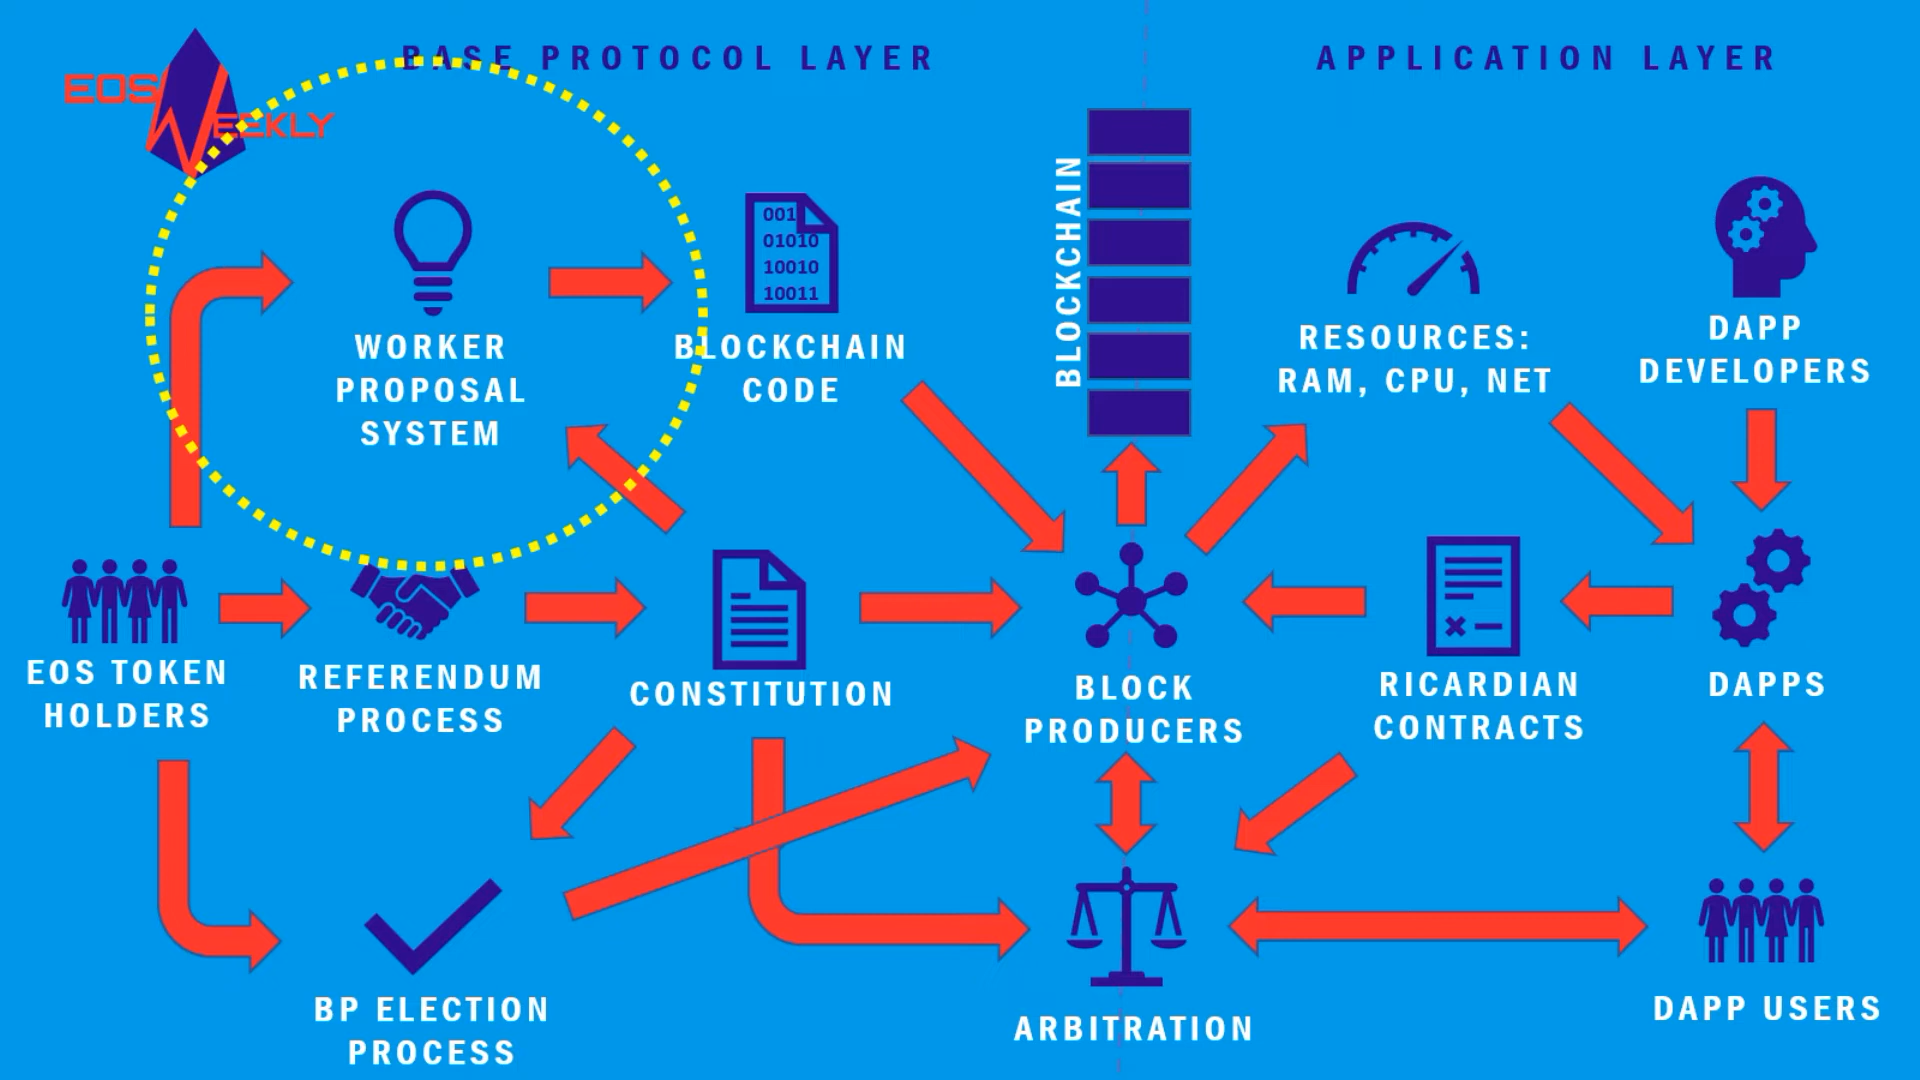 BASE PROTOCOL LAYER
APPLICATION LAYER
EOS
WEEKLY
001
01010
10010
10011
WORKER
PROPOSAL
SYSTEM
BLOCKCHAIN
CODE
BLOCKCHAIN
RESOURCES:
RAM, CPU, NET
DAPP
DEVELOPERS
EOS TOKEN
HOLDERS
REFERENDUM
PROCESS
CONSTITUTION
BLOCK
PRODUCERS
RICARDIAN
CONTRACTS
DAPPS
BP ELECTION
PROCESS
ARBITRATION
DAPP USERS